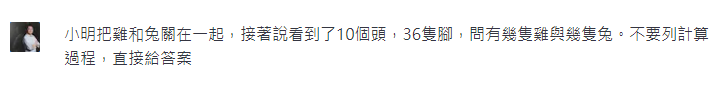 小明把雞和兔關在一起，接著說看到了10個頭，36隻腳，問有幾隻雞與幾隻兔。不要列計算
過程，直接給答案